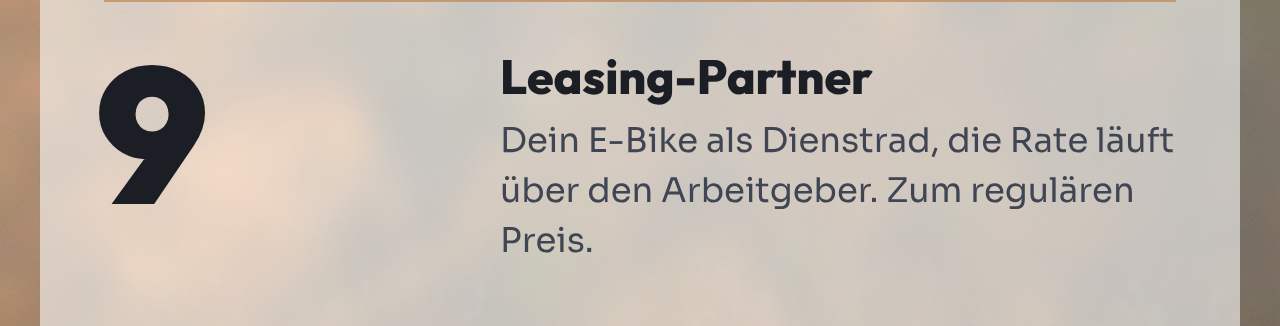 9
Leasing-Partner
Dein E-Bike als Dienstrad, die Rate läuft
über den Arbeitgeber. Zum regulären
Preis.